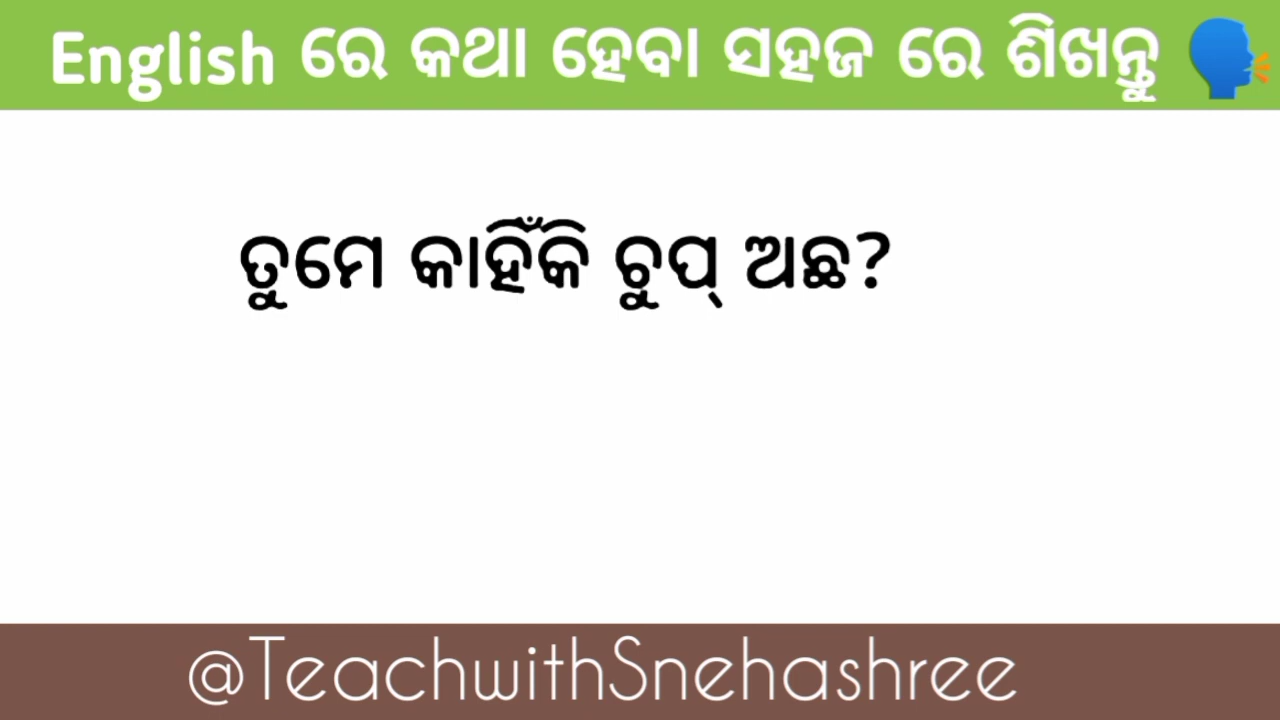 English ରେ କଥା ହେବା ସହଜ ରେ ଶିଖନ୍ତୁ
ତୁମେ କାହିଁକି ଚୁପ୍ ଅଛ?
@TeachwithSnehashree